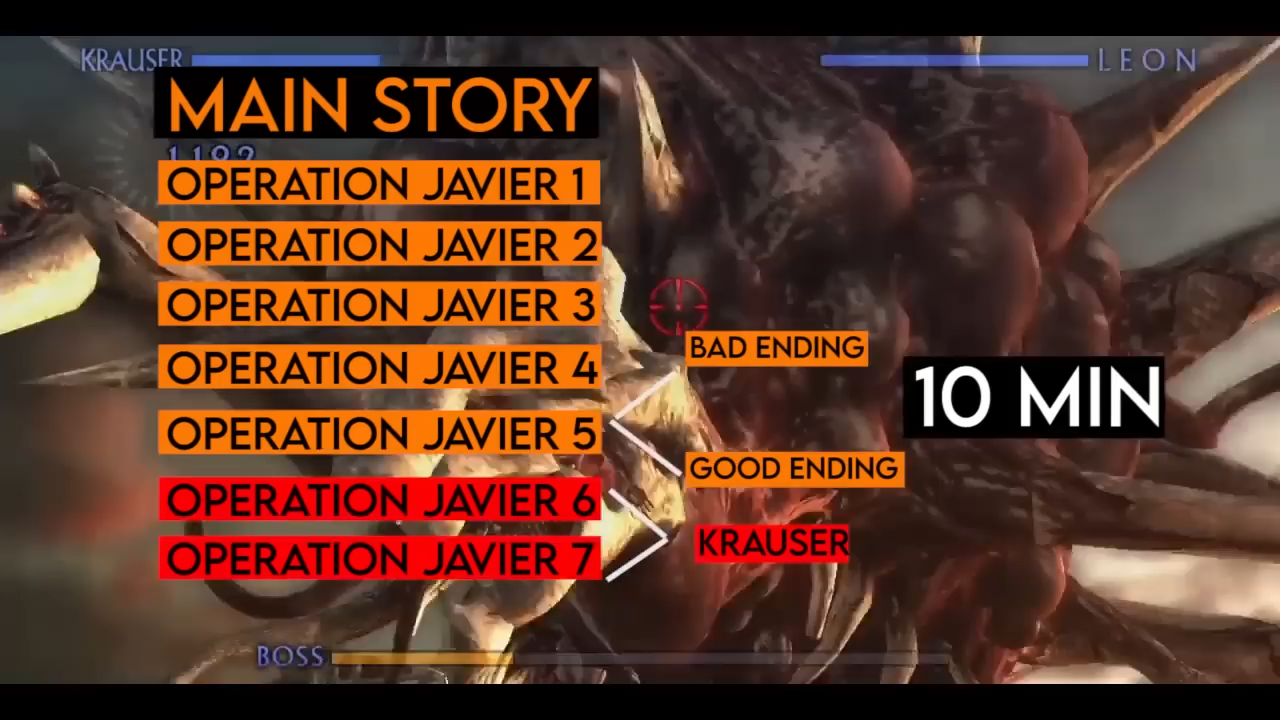 KRAUSER
LEON
MAIN STORY
1192
OPERATION JAVIER 1
OPERATION JAVIER 2
OPERATION JAVIER 3
BAD ENDING
OPERATION JAVIER 4
10 MIN
OPERATION JAVIER 5
GOOD ENDING
OPERATION JAVIER 6
KRAUSER
OPERATION JAVIER 7
BOSS